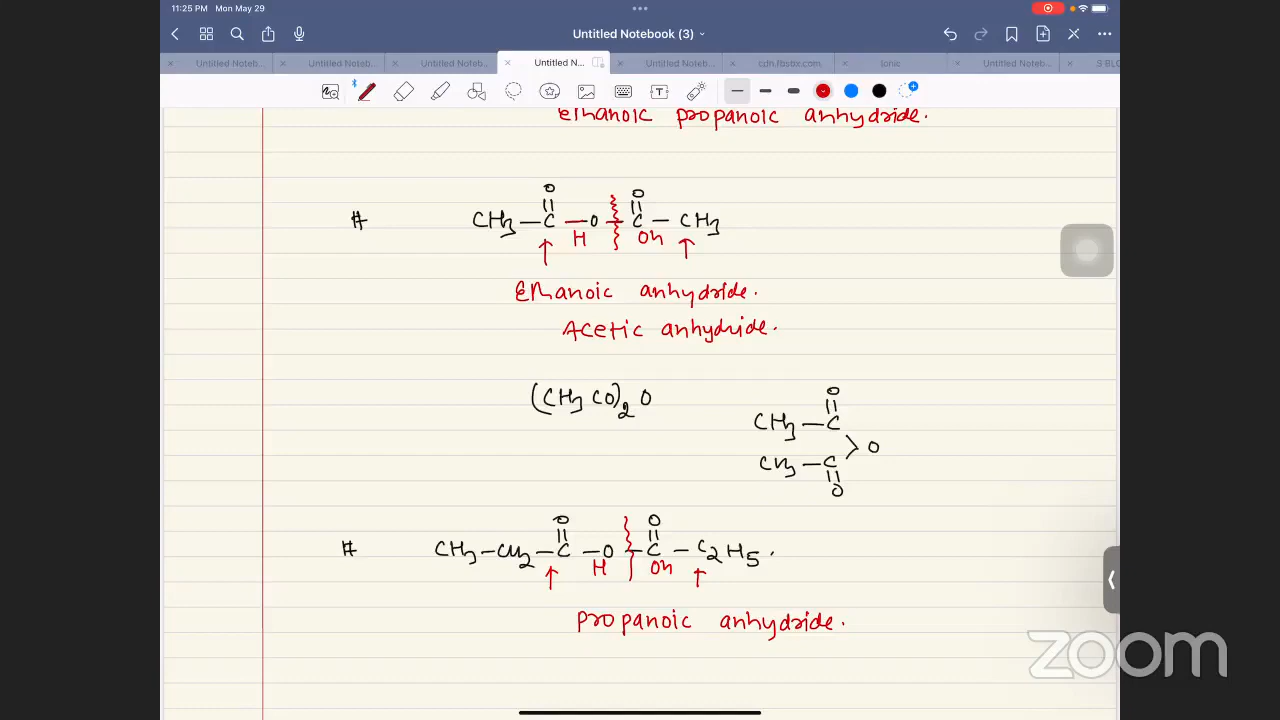 11:25 PM Mon May 29
Untitled Notebook (3)
Untitled Noteb... Untitled Noteb... Untitled Noteb... Untitled N... Untitled Noteb... cdn.fbsbx.com Ionic Untitled Noteb... S BLO
Ethanoic propanoic anhydride.
O O
|| ||
# CH3 — C — O — C — CH3
H OH
Ethanoic anhydride.
Acetic anhydride.
(CH3 CO)2 O
O
||
CH3 — C
> O
CH3 — C
||
O
O O
|| ||
# CH3 — CH2 — C — O — C — C2H5.
H OH
propanoic anhydride.
zoom